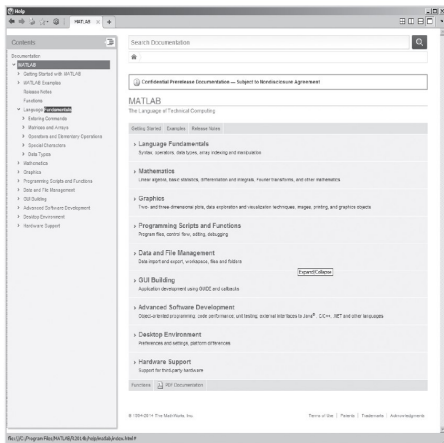 Help
MATLAB
Contents
Documentation
MATLAB
Getting Started with MATLAB
MATLAB Examples
Release Notes
Functions
Language Fundamentals
Entering Commands
Matrices and Arrays
Operators and Elementary Operations
Special Characters
Data Types
Mathematics
Graphics
Programming Scripts and Functions
Data and File Management
GUI Building
Advanced Software Development
Desktop Environment
Hardware Support
Search Documentation
Confidential Prerelease Documentation — Subject to Nondisclosure Agreement
MATLAB
The Language of Technical Computing
Getting Started Examples Release Notes
Language Fundamentals
Syntax, operators, data types, array indexing and manipulation
Mathematics
Linear algebra, basic statistics, differentiation and integrals, Fourier transforms, and other mathematics
Graphics
Two- and three-dimensional plots, data exploration and visualization techniques, images, printing, and graphics objects
Programming Scripts and Functions
Program files, control flow, editing, debugging
Data and File Management
Data import and export, workspace, files and folders
Expand/Collapse
GUI Building
Application development using GUIDE and callbacks
Advanced Software Development
Object-oriented programming, code performance, unit testing, external interfaces to Java®, C/C++, .NET and other languages
Desktop Environment
Preferences and settings, platform differences
Hardware Support
Support for third-party hardware
Functions PDF Documentation
© 1994-2014 The MathWorks, Inc.
Terms of Use | Patents | Trademarks | Acknowledgments